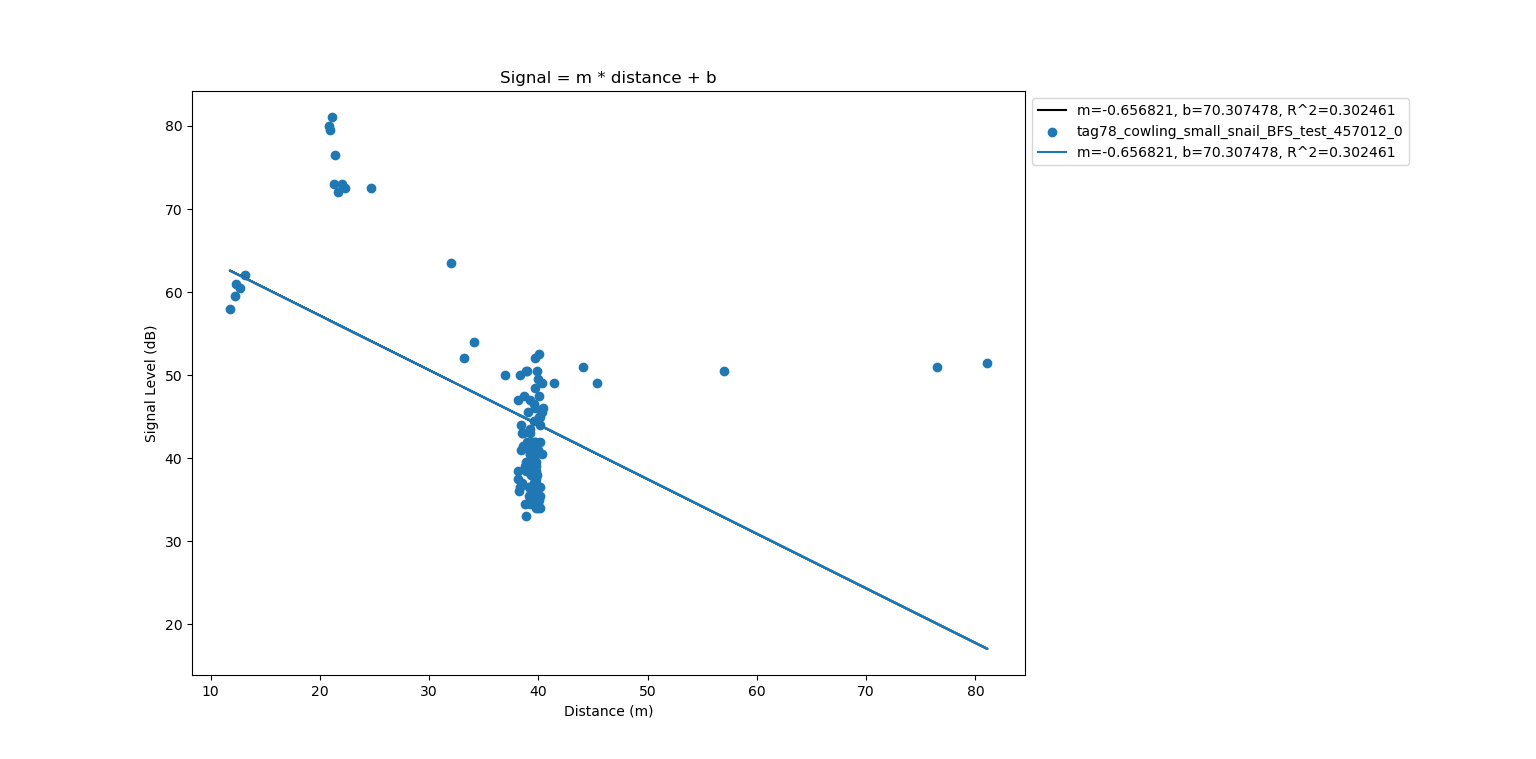 Signal = m * distance + b
m=-0.656821, b=70.307478, R^2=0.302461
tag78_cowling_small_snail_BFS_test_457012_0
m=-0.656821, b=70.307478, R^2=0.302461
80
70
60
50
40
30
20
Signal Level (dB)
10 20 30 40 50 60 70 80
Distance (m)